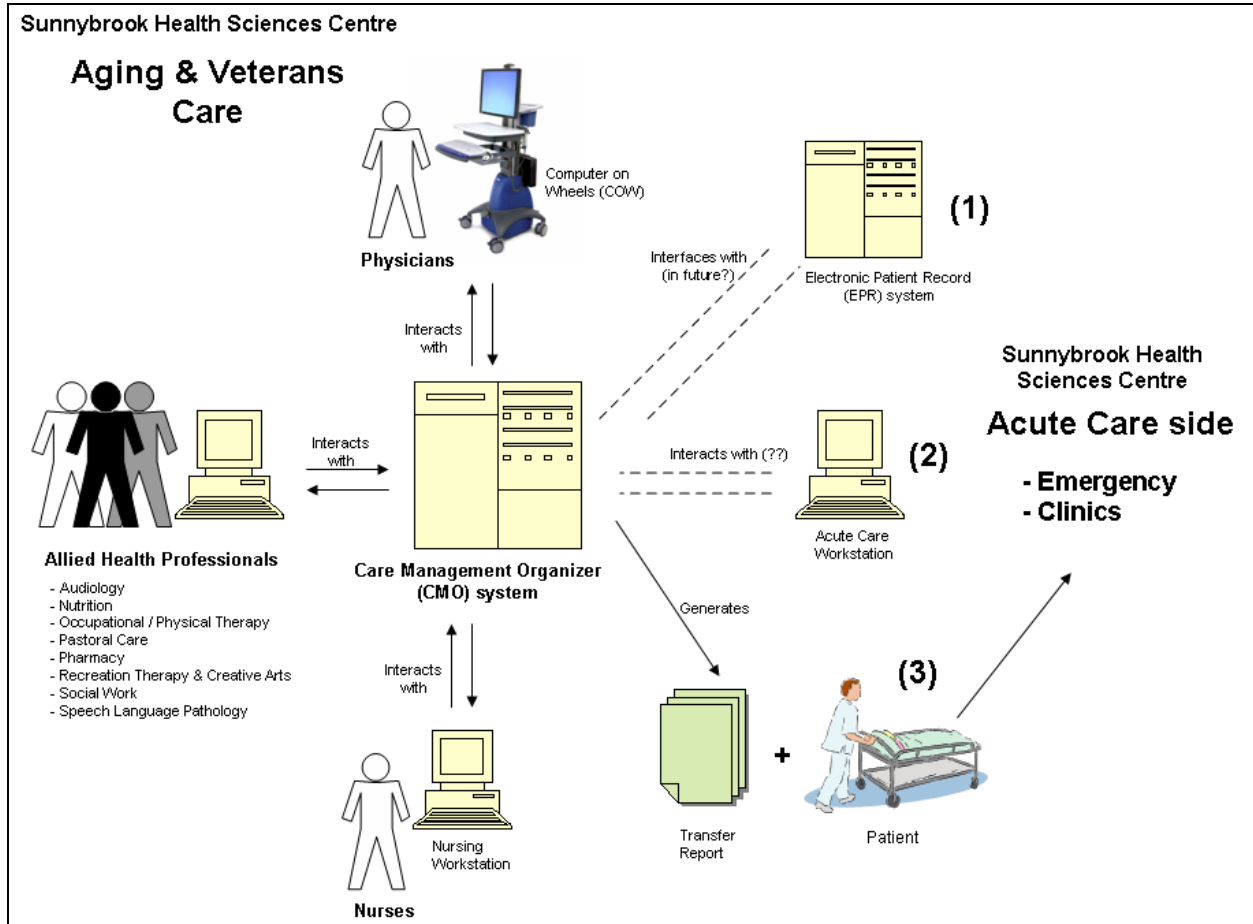 Sunnybrook Health Sciences Centre
Aging & Veterans
Care
Computer on
Wheels (COW)
Physicians
Interacts
with
Interfaces with
(in future?)
(1)
Electronic Patient Record
(EPR) system
Sunnybrook Health
Sciences Centre
Acute Care side
- Emergency
- Clinics
Interacts
with
Interacts with (??)
(2)
Acute Care
Workstation
Allied Health Professionals
- Audiology
- Nutrition
- Occupational / Physical Therapy
- Pastoral Care
- Pharmacy
- Recreation Therapy & Creative Arts
- Social Work
- Speech Language Pathology
Care Management Organizer
(CMO) system
Generates
Interacts
with
(3)
+
Nursing
Workstation
Nurses
Transfer
Report
Patient